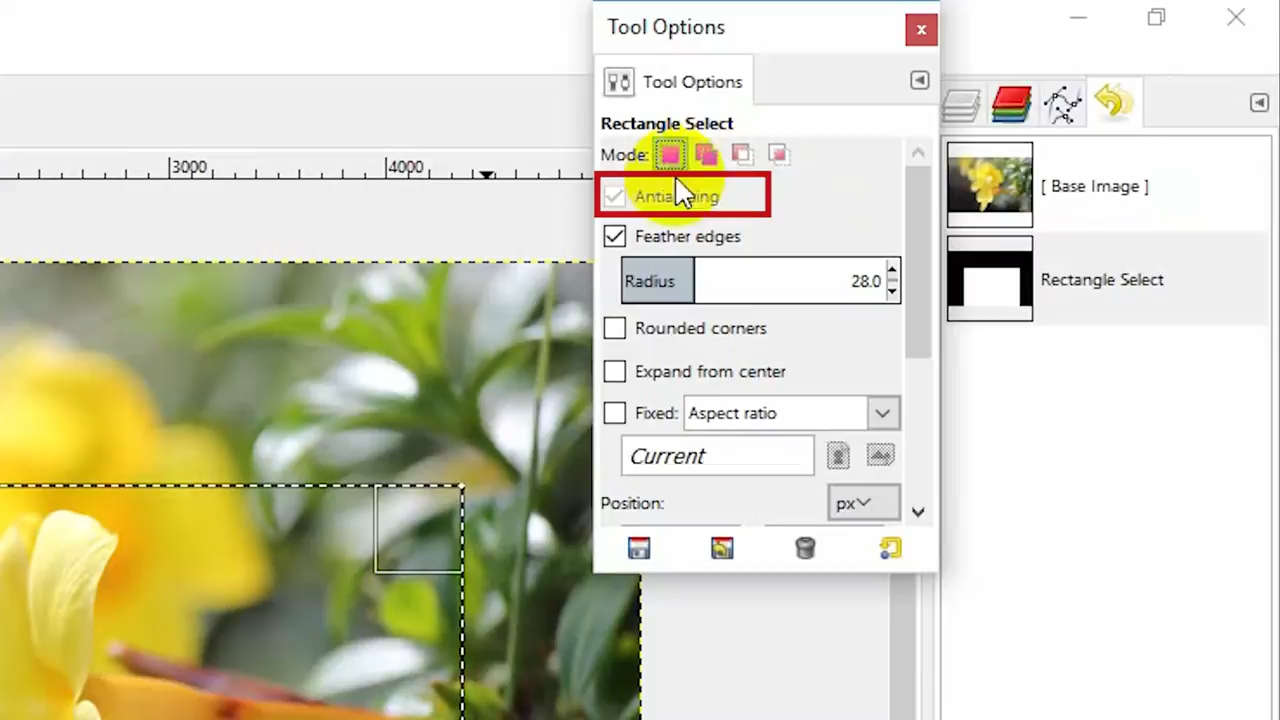 Tool Options
x
Tool Options
Rectangle Select
Mode:
Feather edges
Radius 28.0
Rounded corners
Expand from center
Fixed: Aspect ratio
Current
Position: px
3000 4000
[ Base Image ]
Rectangle Select